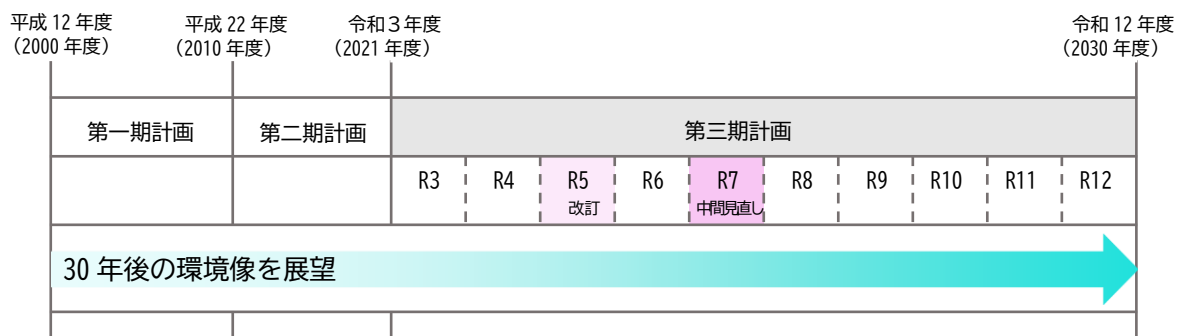 平成 12 年度
(2000 年度)
平成 22 年度
(2010 年度)
令和３年度
(2021 年度)
令和 12 年度
(2030 年度)
第一期計画
第二期計画
第三期計画
R3
R4
R5
改訂
R6
R7
中間見直し
R8
R9
R10
R11
R12
30 年後の環境像を展望